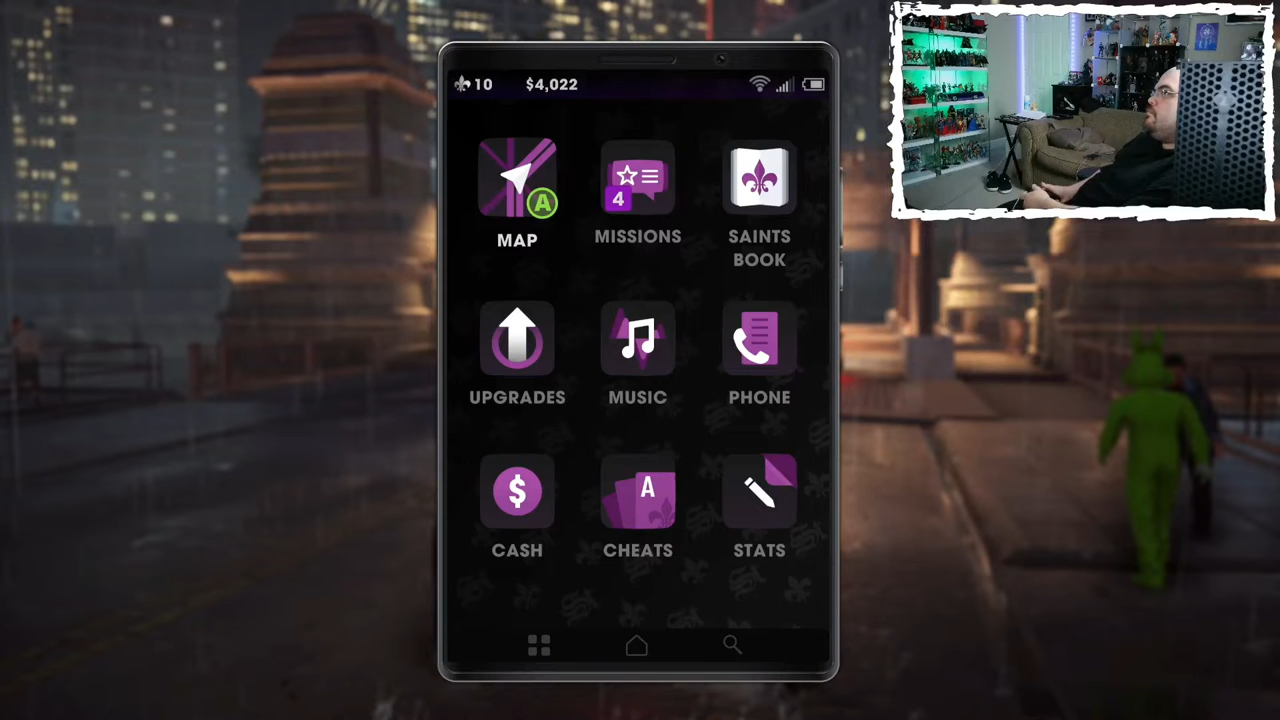 10 $4,022
A
MAP
4
MISSIONS
SAINTS
BOOK
UPGRADES
MUSIC
PHONE
$
CASH
A
CHEATS
STATS